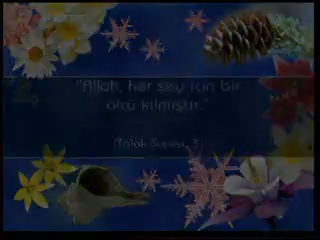 "Allah, her şey için bir
ölçü kılmıştır."
(Talak Suresi, 3)